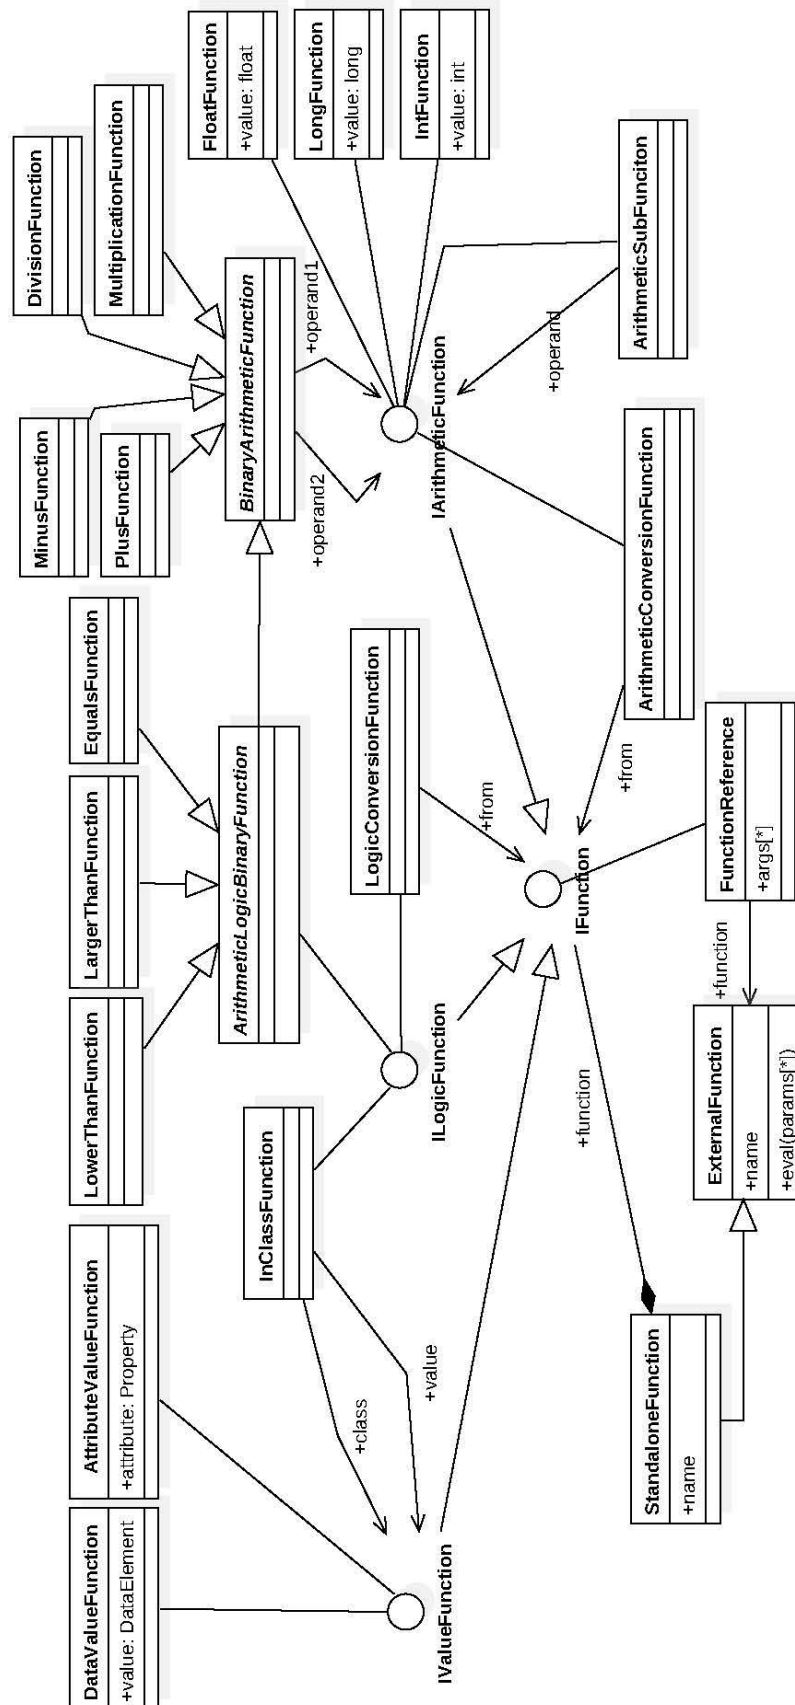 MinusFunction
DivisionFunction
DataValueFunction
+value: DataElement
AttributeValueFunction
+attribute: Property
LowerThanFunction
LargerThanFunction
EqualsFunction
PlusFunction
MultiplicationFunction
FloatFunction
+value: float
ArithmeticLogicBinaryFunction
BinaryArithmeticFunction
InClassFunction
+operand2
+operand1
LongFunction
+value: long
+class
LogicConversionFunction
IntFunction
+value: int
+value
IValueFunction
ILogicFunction
IArithmeticFunction
+from
+operand
+function
IFunction
+from
ArithmeticSubFunciton
ArithmeticConversionFunction
StandaloneFunction
+name
ExternalFunction
+name
+eval(params[*])
+function
FunctionReference
+args[*]